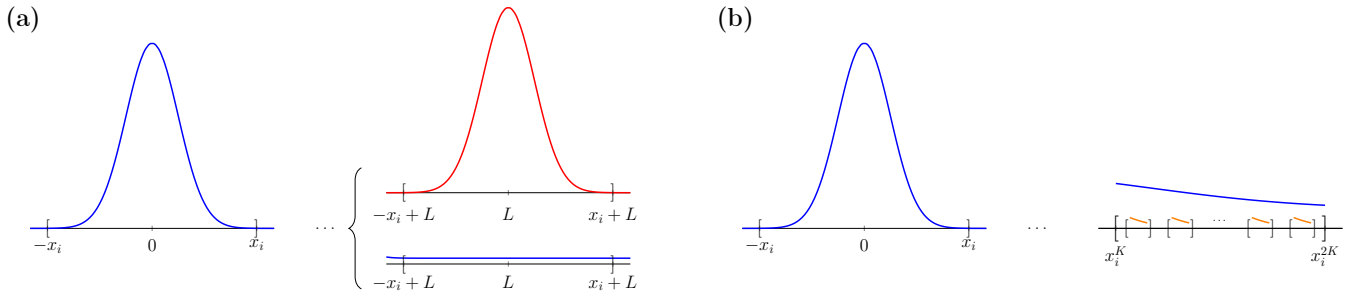 (a)
(b)
−x_i 0 x_i
···
−x_i + L L x_i + L
−x_i + L L x_i + L
−x_i 0 x_i
···
[ [ ] [ ] ··· [ ] [ ] ]
x_i^K x_i^{2K}